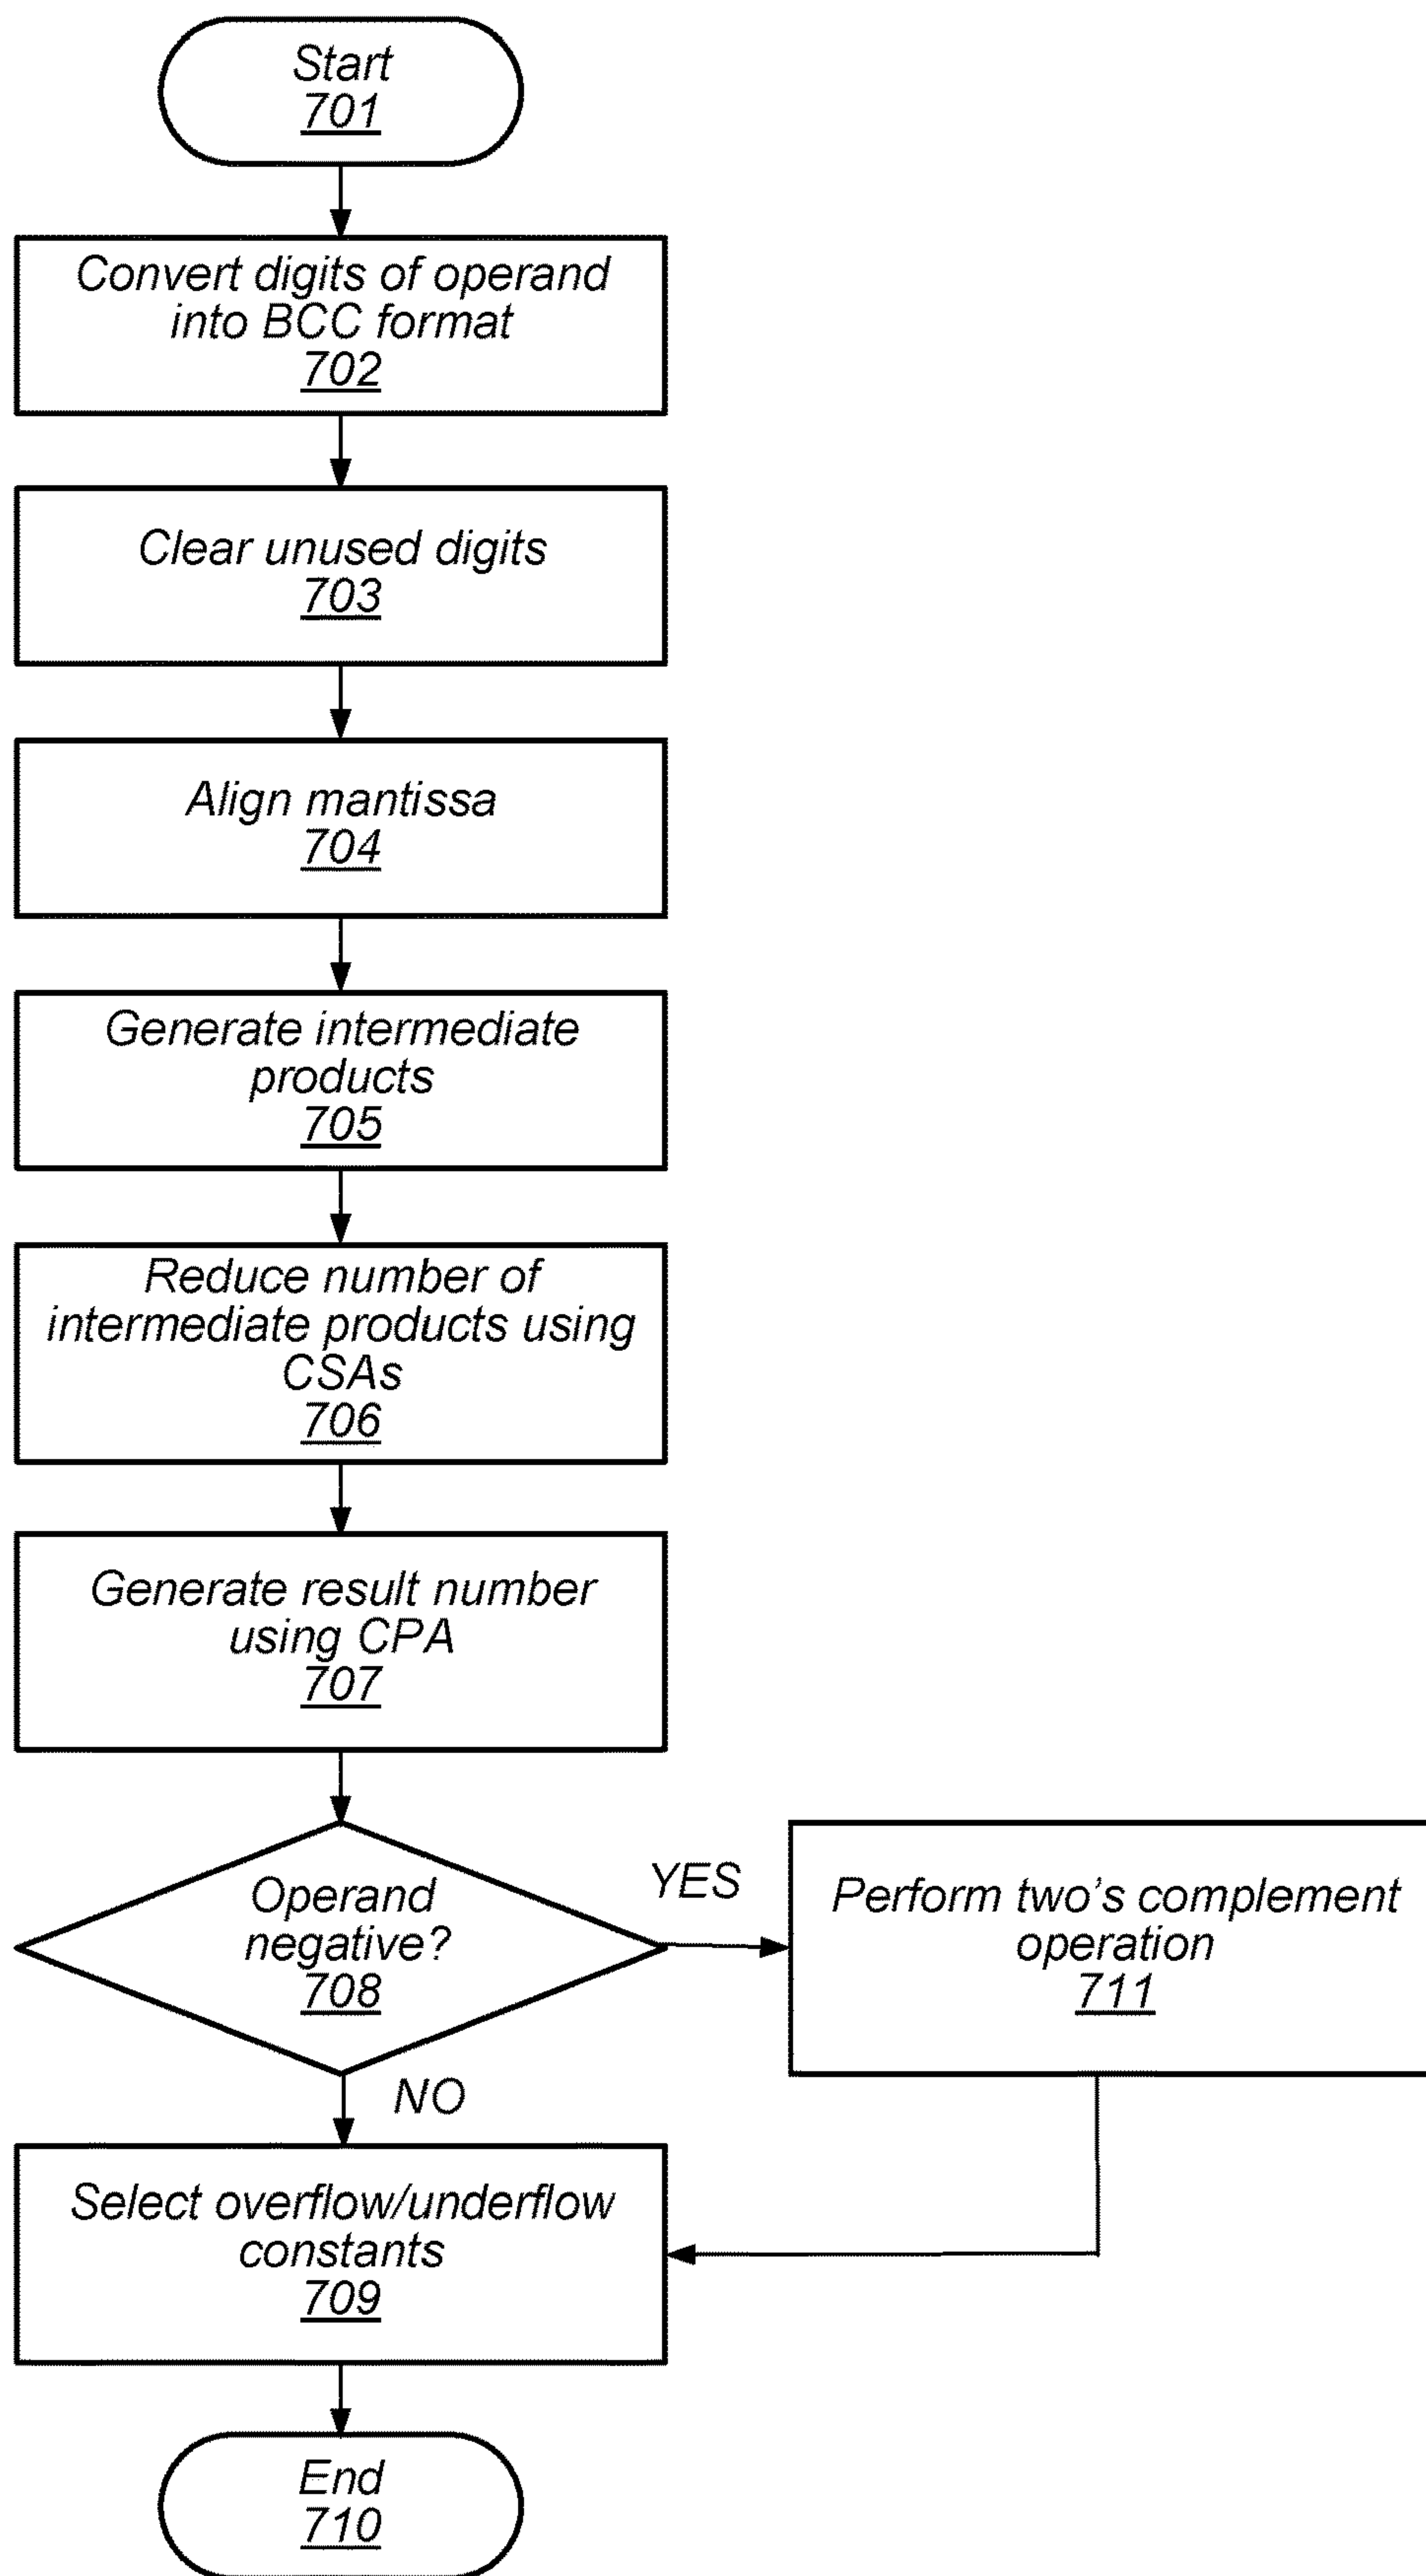 Start
701
Convert digits of operand
into BCC format
702
Clear unused digits
703
Align mantissa
704
Generate intermediate
products
705
Reduce number of
intermediate products using
CSAs
706
Generate result number
using CPA
707
Operand
negative?
708
YES
Perform two's complement
operation
711
NO
Select overflow/underflow
constants
709
End
710